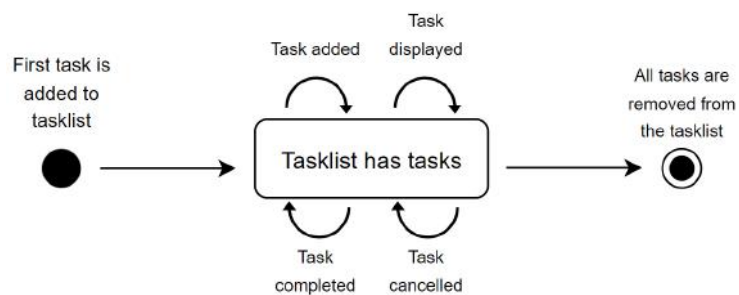 First task is
added to
tasklist
Task added
Task
displayed
Tasklist has tasks
Task
completed
Task
cancelled
All tasks are
removed from
the tasklist